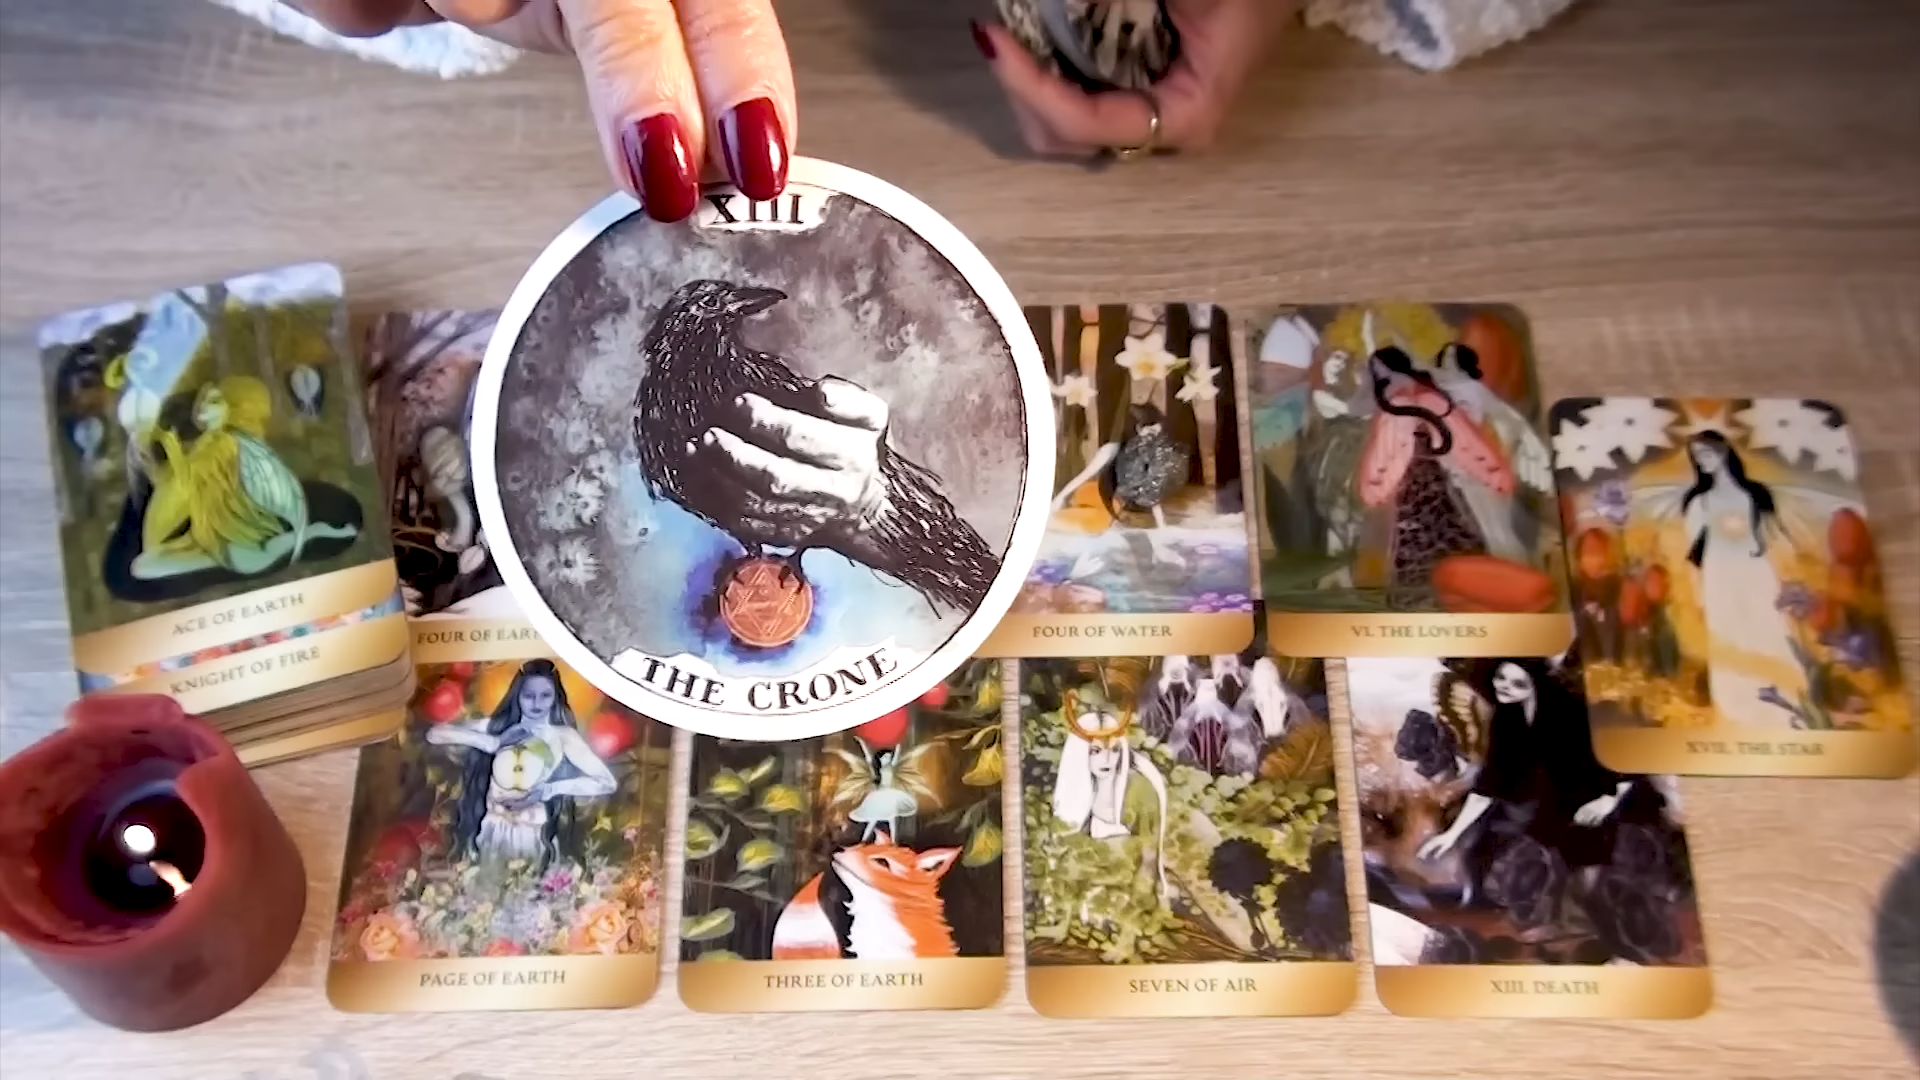 XIII
THE CRONE
ACE OF EARTH
KNIGHT OF FIRE
FOUR OF EAR
FOUR OF WATER
VI. THE LOVERS
XVII. THE STAR
PAGE OF EARTH
THREE OF EARTH
SEVEN OF AIR
XIII. DEATH